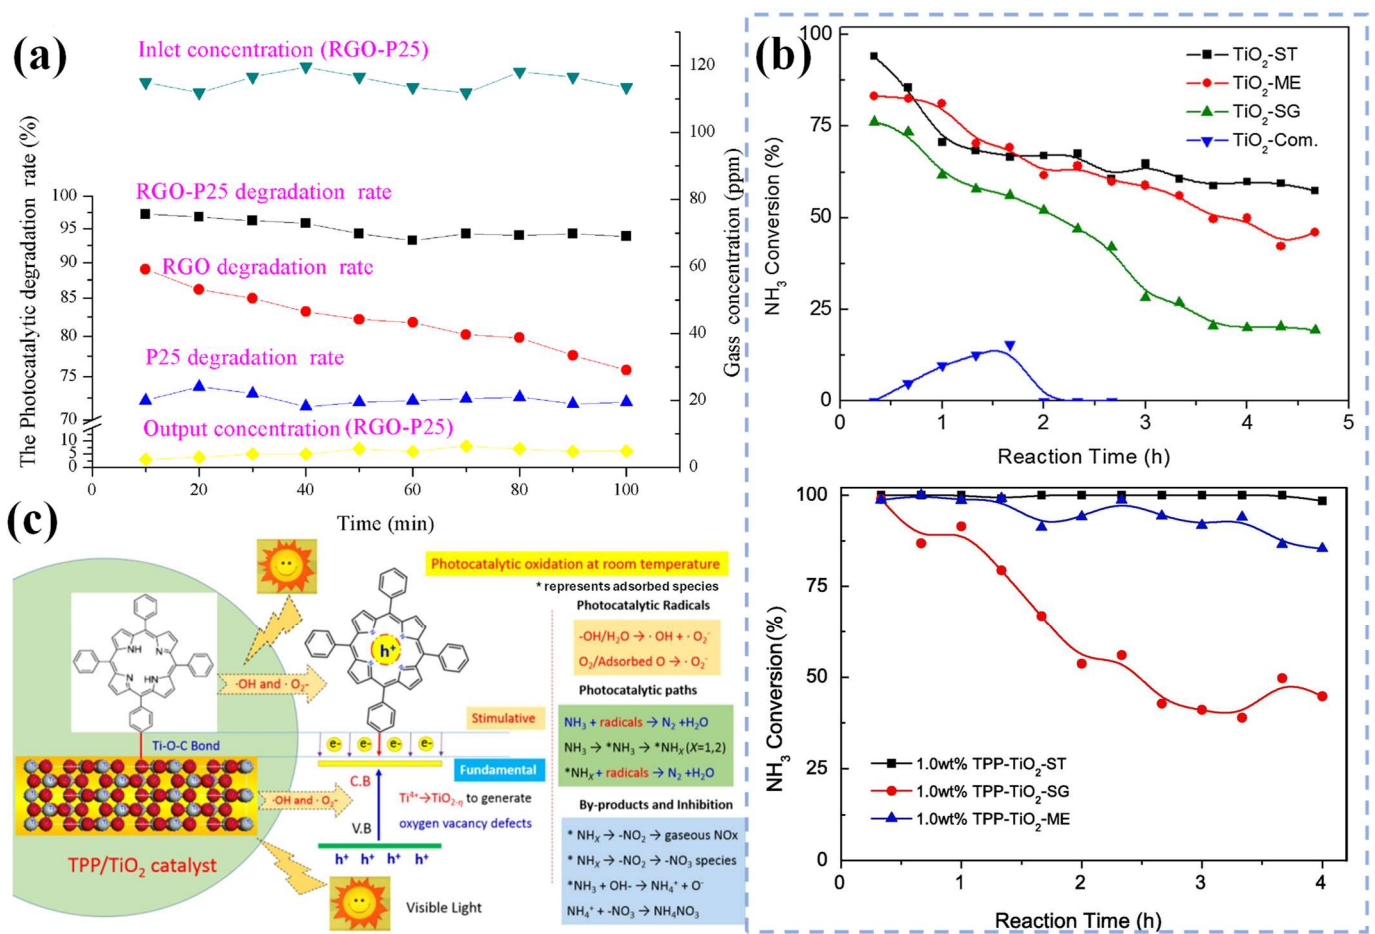 (a)
Inlet concentration (RGO-P25)
RGO-P25 degradation rate
RGO degradation rate
P25 degradation rate
Output concentration (RGO-P25)
The Photocatalytic degradation rate (%)
100
95
90
85
80
75
70
10
5
0
Gass concentration (ppm)
120
100
80
60
40
20
0
0 20 40 60 80 100
Time (min)
(b)
TiO2-ST
TiO2-ME
TiO2-SG
TiO2-Com.
NH3 Conversion (%)
100
75
50
25
0
0 1 2 3 4 5
Reaction Time (h)
NH3 Conversion (%)
100
75
50
25
0
1.0wt% TPP-TiO2-ST
1.0wt% TPP-TiO2-SG
1.0wt% TPP-TiO2-ME
0 1 2 3 4
Reaction Time (h)
(c)
NH N
N HN
·OH and ·O2-
h+
Ti-O-C Bond
·OH and ·O2-
TPP/TiO2 catalyst
Stimulative
e- e- e- e-
Fundamental
C.B
V.B
Ti4+→TiO2-η to generate
oxygen vacancy defects
h+ h+ h+ h+
Visible Light
Photocatalytic oxidation at room temperature
* represents adsorbed species
Photocatalytic Radicals
-OH/H2O → ·OH + ·O2-
O2/Adsorbed O → ·O2-
Photocatalytic paths
NH3 + radicals → N2 +H2O
NH3 → *NH3 → *NHX (X=1,2)
*NHX + radicals → N2 +H2O
By-products and Inhibition
* NHX → -NO2 → gaseous NOx
* NHX → -NO2 → -NO3 species
*NH3 + OH- → NH4+ + O-
NH4+ + -NO3 → NH4NO3